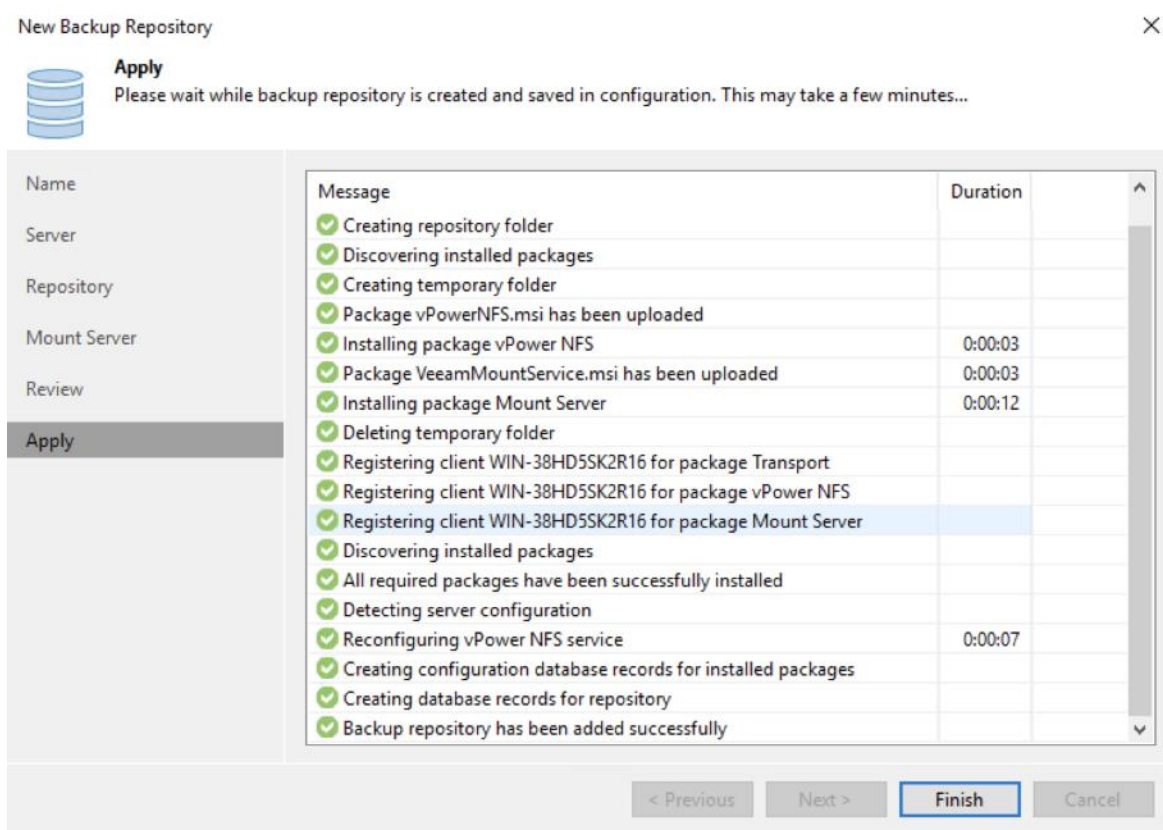 New Backup Repository
Apply
Please wait while backup repository is created and saved in configuration. This may take a few minutes...
Name
Server
Repository
Mount Server
Review
Apply
Message Duration
Creating repository folder
Discovering installed packages
Creating temporary folder
Package vPowerNFS.msi has been uploaded
Installing package vPower NFS 0:00:03
Package VeeamMountService.msi has been uploaded 0:00:03
Installing package Mount Server 0:00:12
Deleting temporary folder
Registering client WIN-38HD5SK2R16 for package Transport
Registering client WIN-38HD5SK2R16 for package vPower NFS
Registering client WIN-38HD5SK2R16 for package Mount Server
Discovering installed packages
All required packages have been successfully installed
Detecting server configuration
Reconfiguring vPower NFS service 0:00:07
Creating configuration database records for installed packages
Creating database records for repository
Backup repository has been added successfully
< Previous Next > Finish Cancel